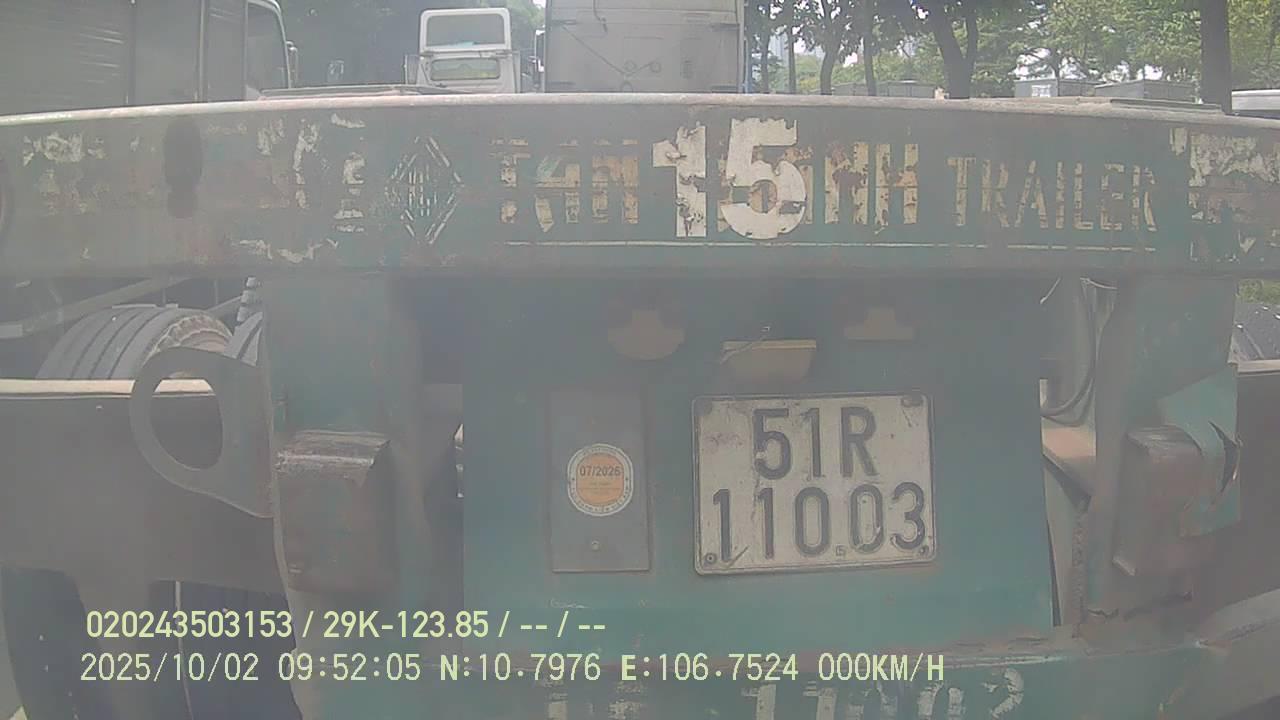 15
TRAILER
51R
110.03
07/2026
020243503153 / 29K-123.85 / -- / --
2025/10/02 09:52:05 N:10.7976 E:106.7524 000KM/H